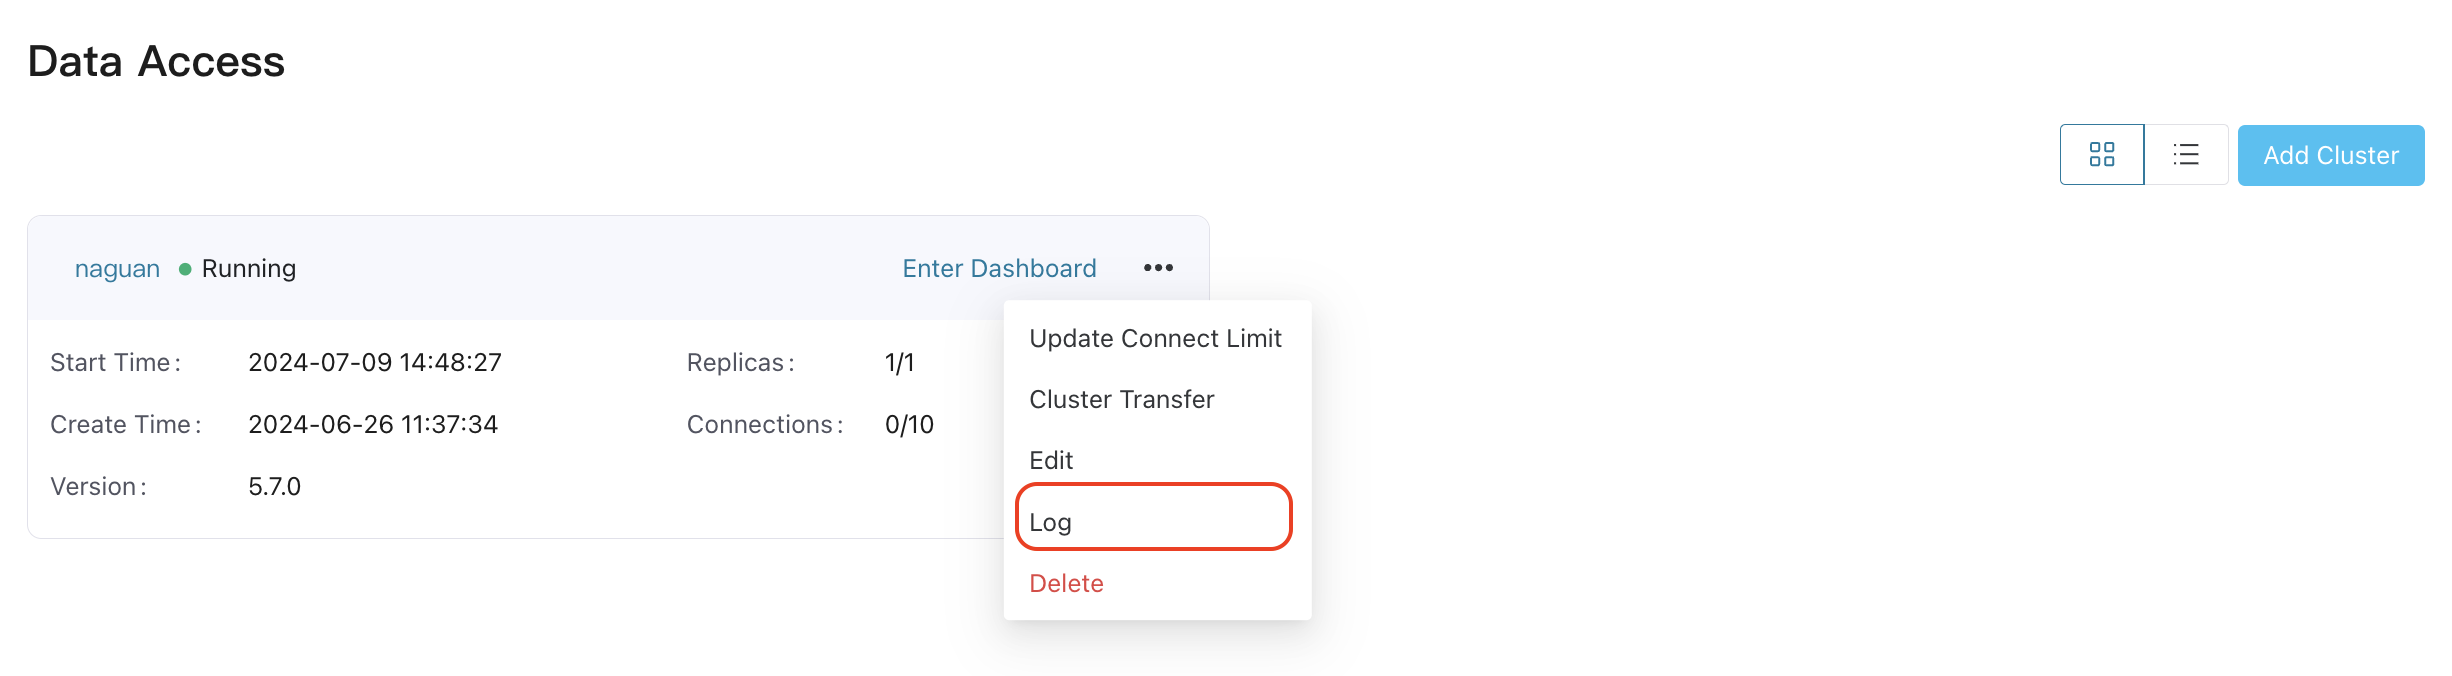 Data Access
Add Cluster
naguan Running Enter Dashboard •••
Start Time: 2024-07-09 14:48:27 Replicas: 1/1
Create Time: 2024-06-26 11:37:34 Connections: 0/10
Version: 5.7.0
Update Connect Limit
Cluster Transfer
Edit
Log
Delete